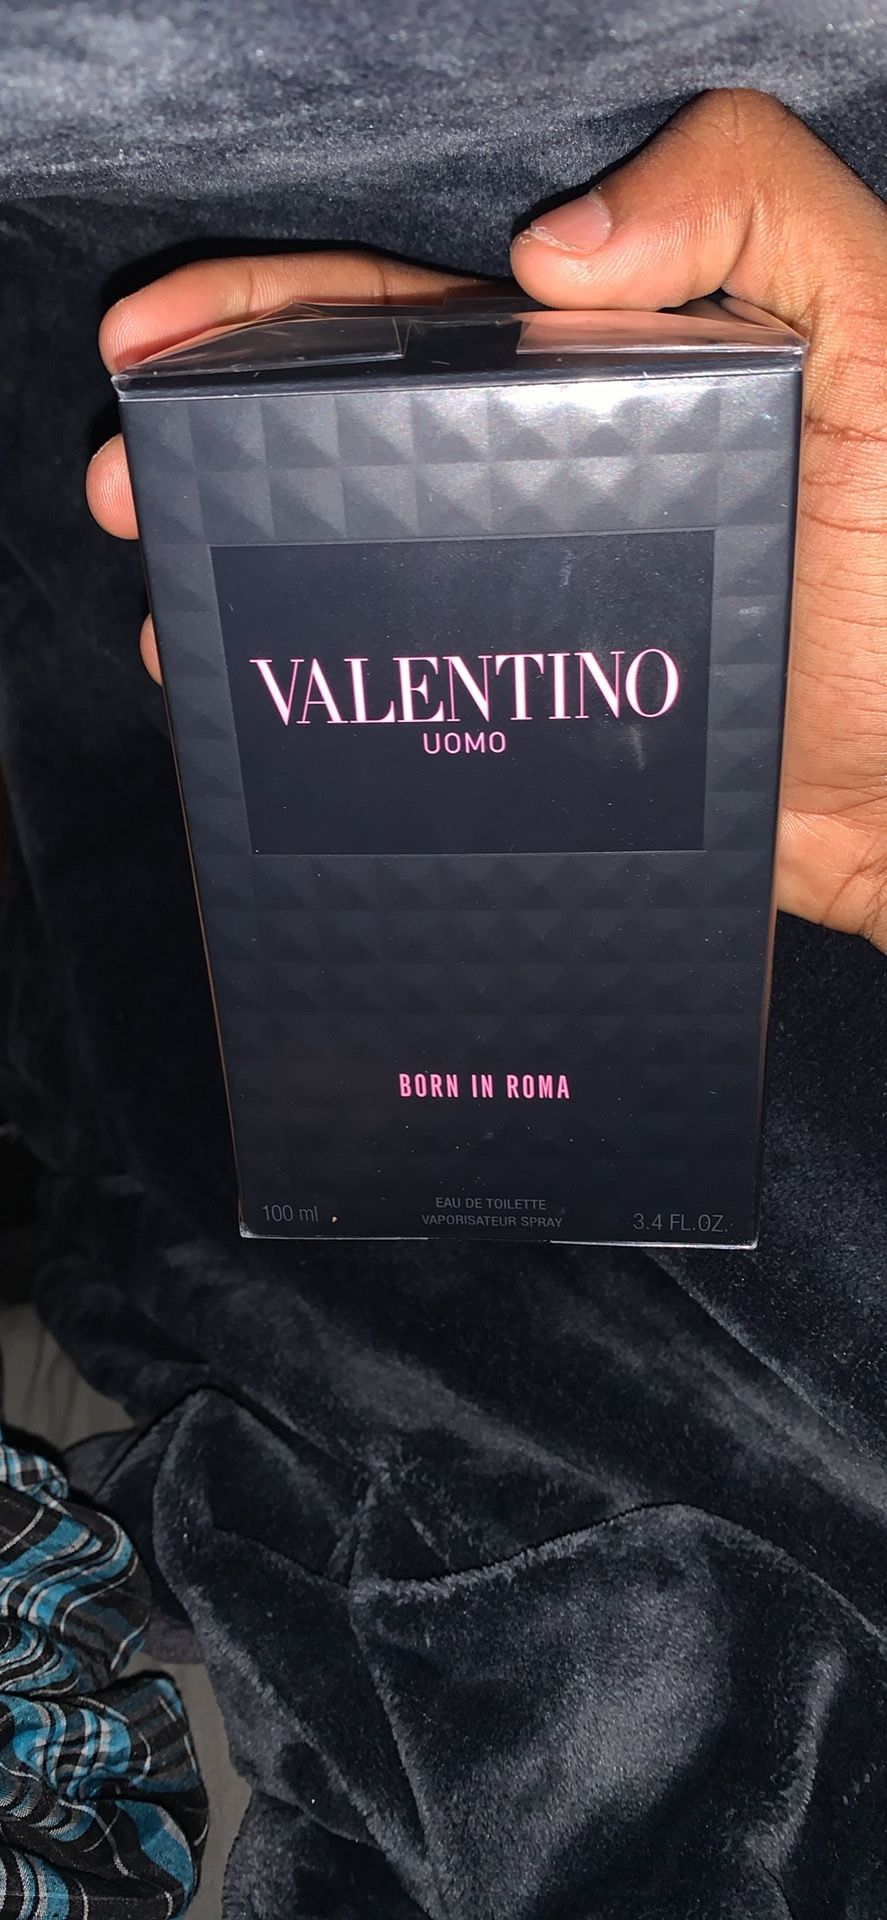 VALENTINO
UOMO
BORN IN ROMA
EAU DE TOILETTE
100 ml VAPORISATEUR SPRAY 3.4 FL.OZ.